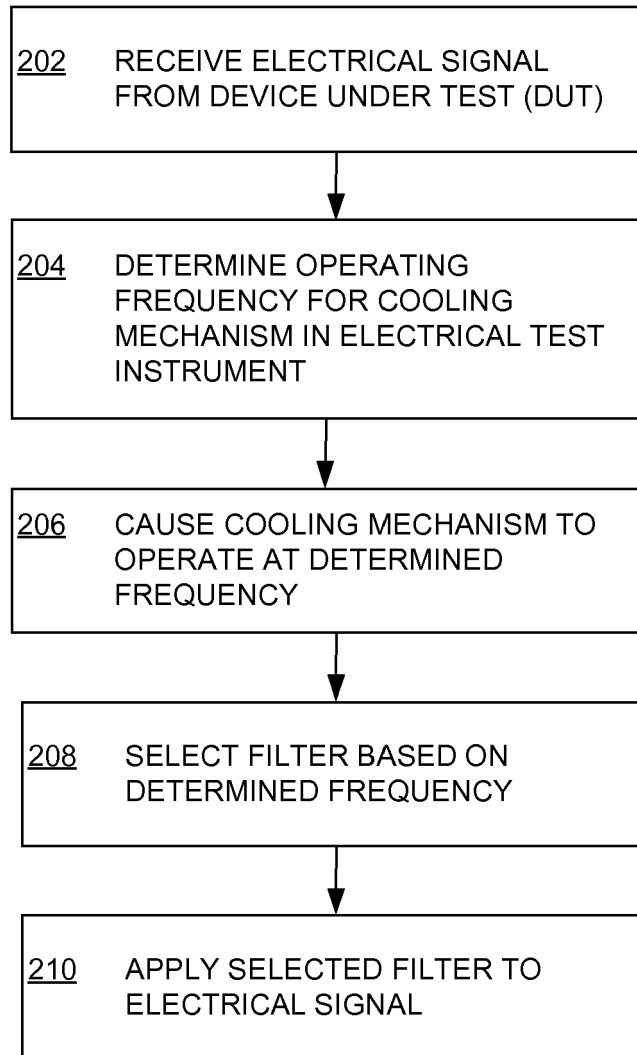 202 RECEIVE ELECTRICAL SIGNAL
FROM DEVICE UNDER TEST (DUT)
204 DETERMINE OPERATING
FREQUENCY FOR COOLING
MECHANISM IN ELECTRICAL TEST
INSTRUMENT
206 CAUSE COOLING MECHANISM TO
OPERATE AT DETERMINED
FREQUENCY
208 SELECT FILTER BASED ON
DETERMINED FREQUENCY
210 APPLY SELECTED FILTER TO
ELECTRICAL SIGNAL